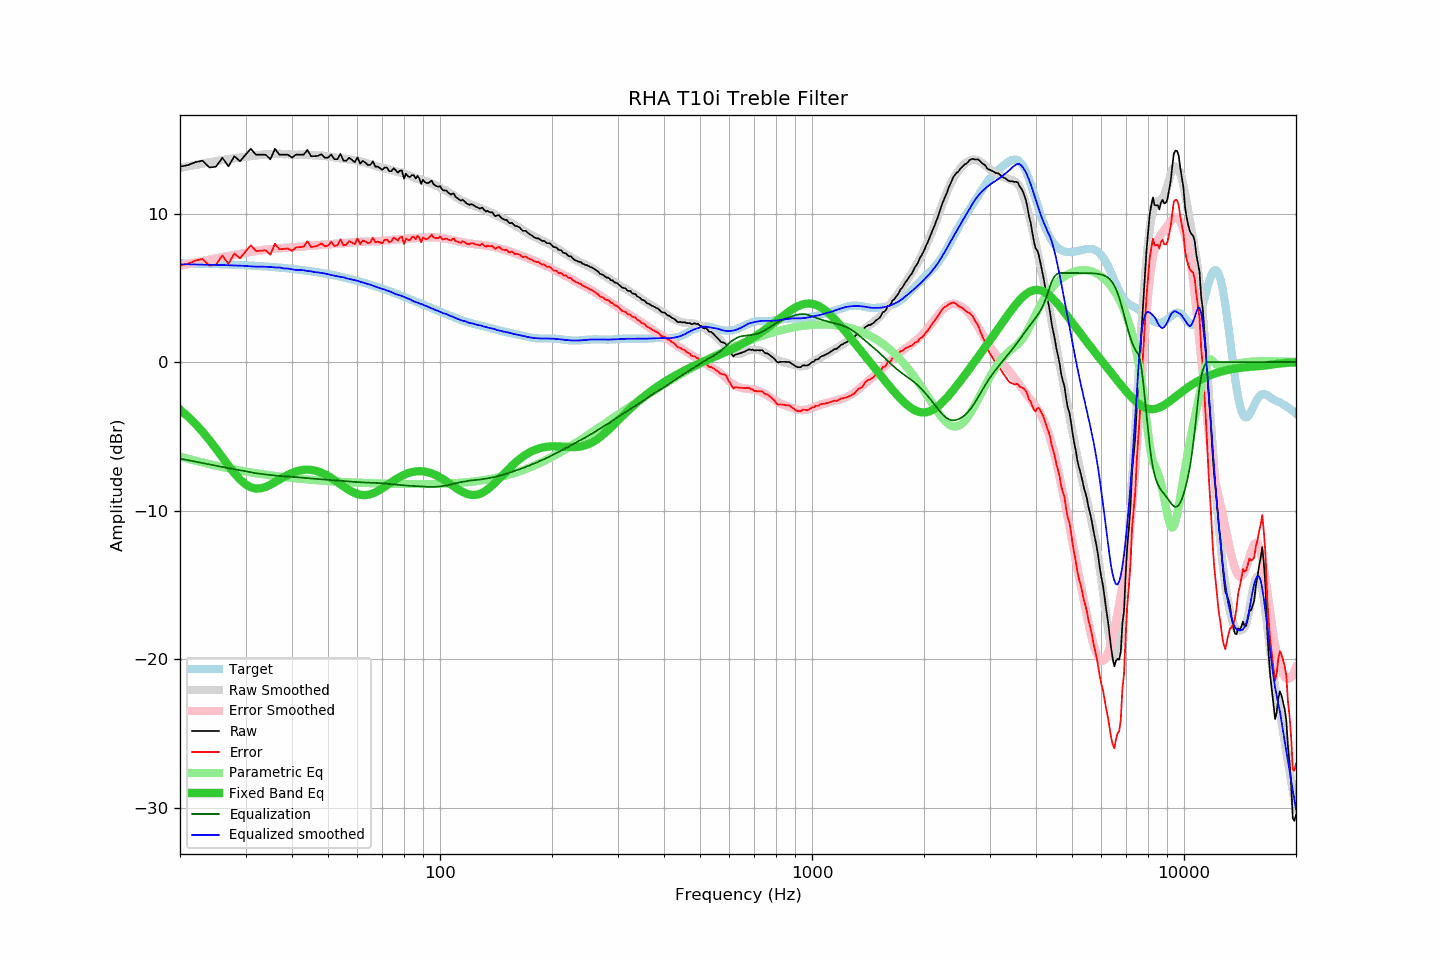 RHA T10i Treble Filter
Amplitude (dBr)
10
0
−10
−20
−30
Target
Raw Smoothed
Error Smoothed
Raw
Error
Parametric Eq
Fixed Band Eq
Equalization
Equalized smoothed
100
1000
10000
Frequency (Hz)